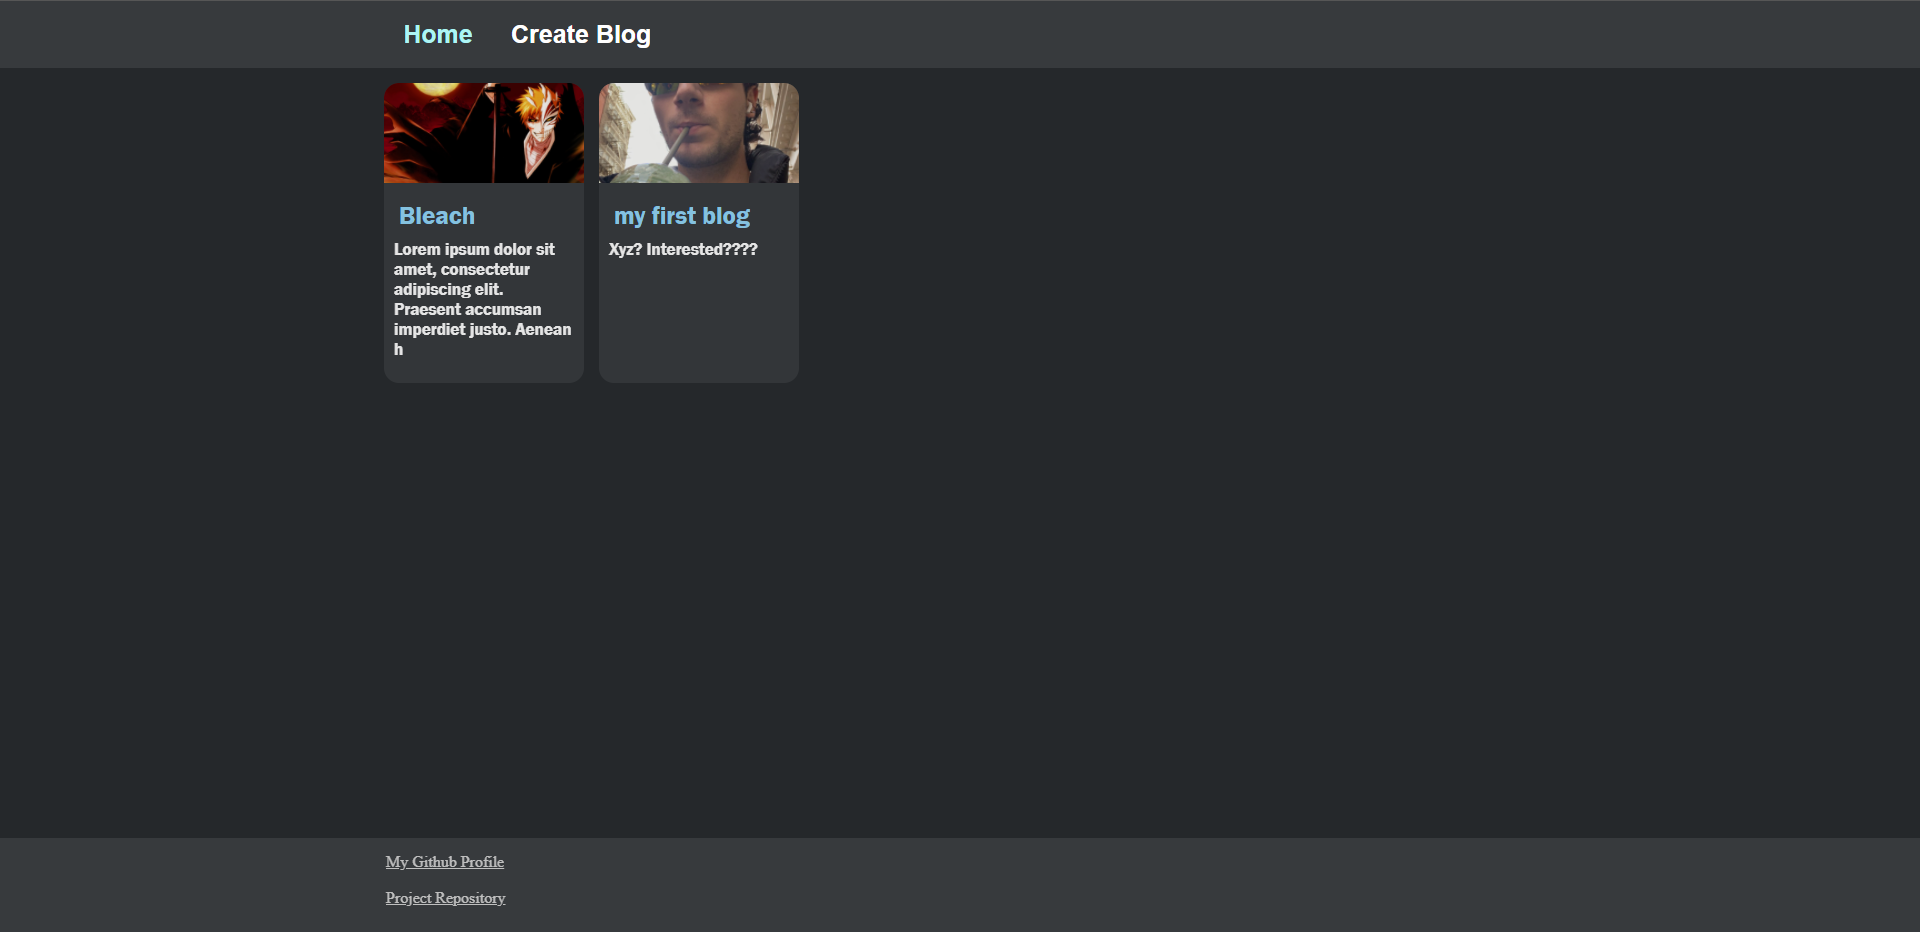 Home Create Blog
Bleach
Lorem ipsum dolor sit
amet, consectetur
adipiscing elit.
Praesent accumsan
imperdiet justo. Aenean
h
my first blog
Xyz? Interested????
My Github Profile
Project Repository